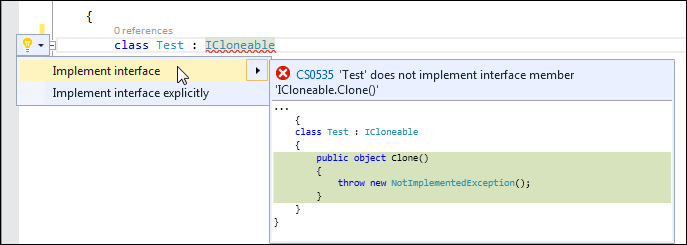 {
0 references
class Test : ICloneable
Implement interface
Implement interface explicitly
CS0535 'Test' does not implement interface member
'ICloneable.Clone()'
...
{
class Test : ICloneable
{
public object Clone()
{
throw new NotImplementedException();
}
}
}